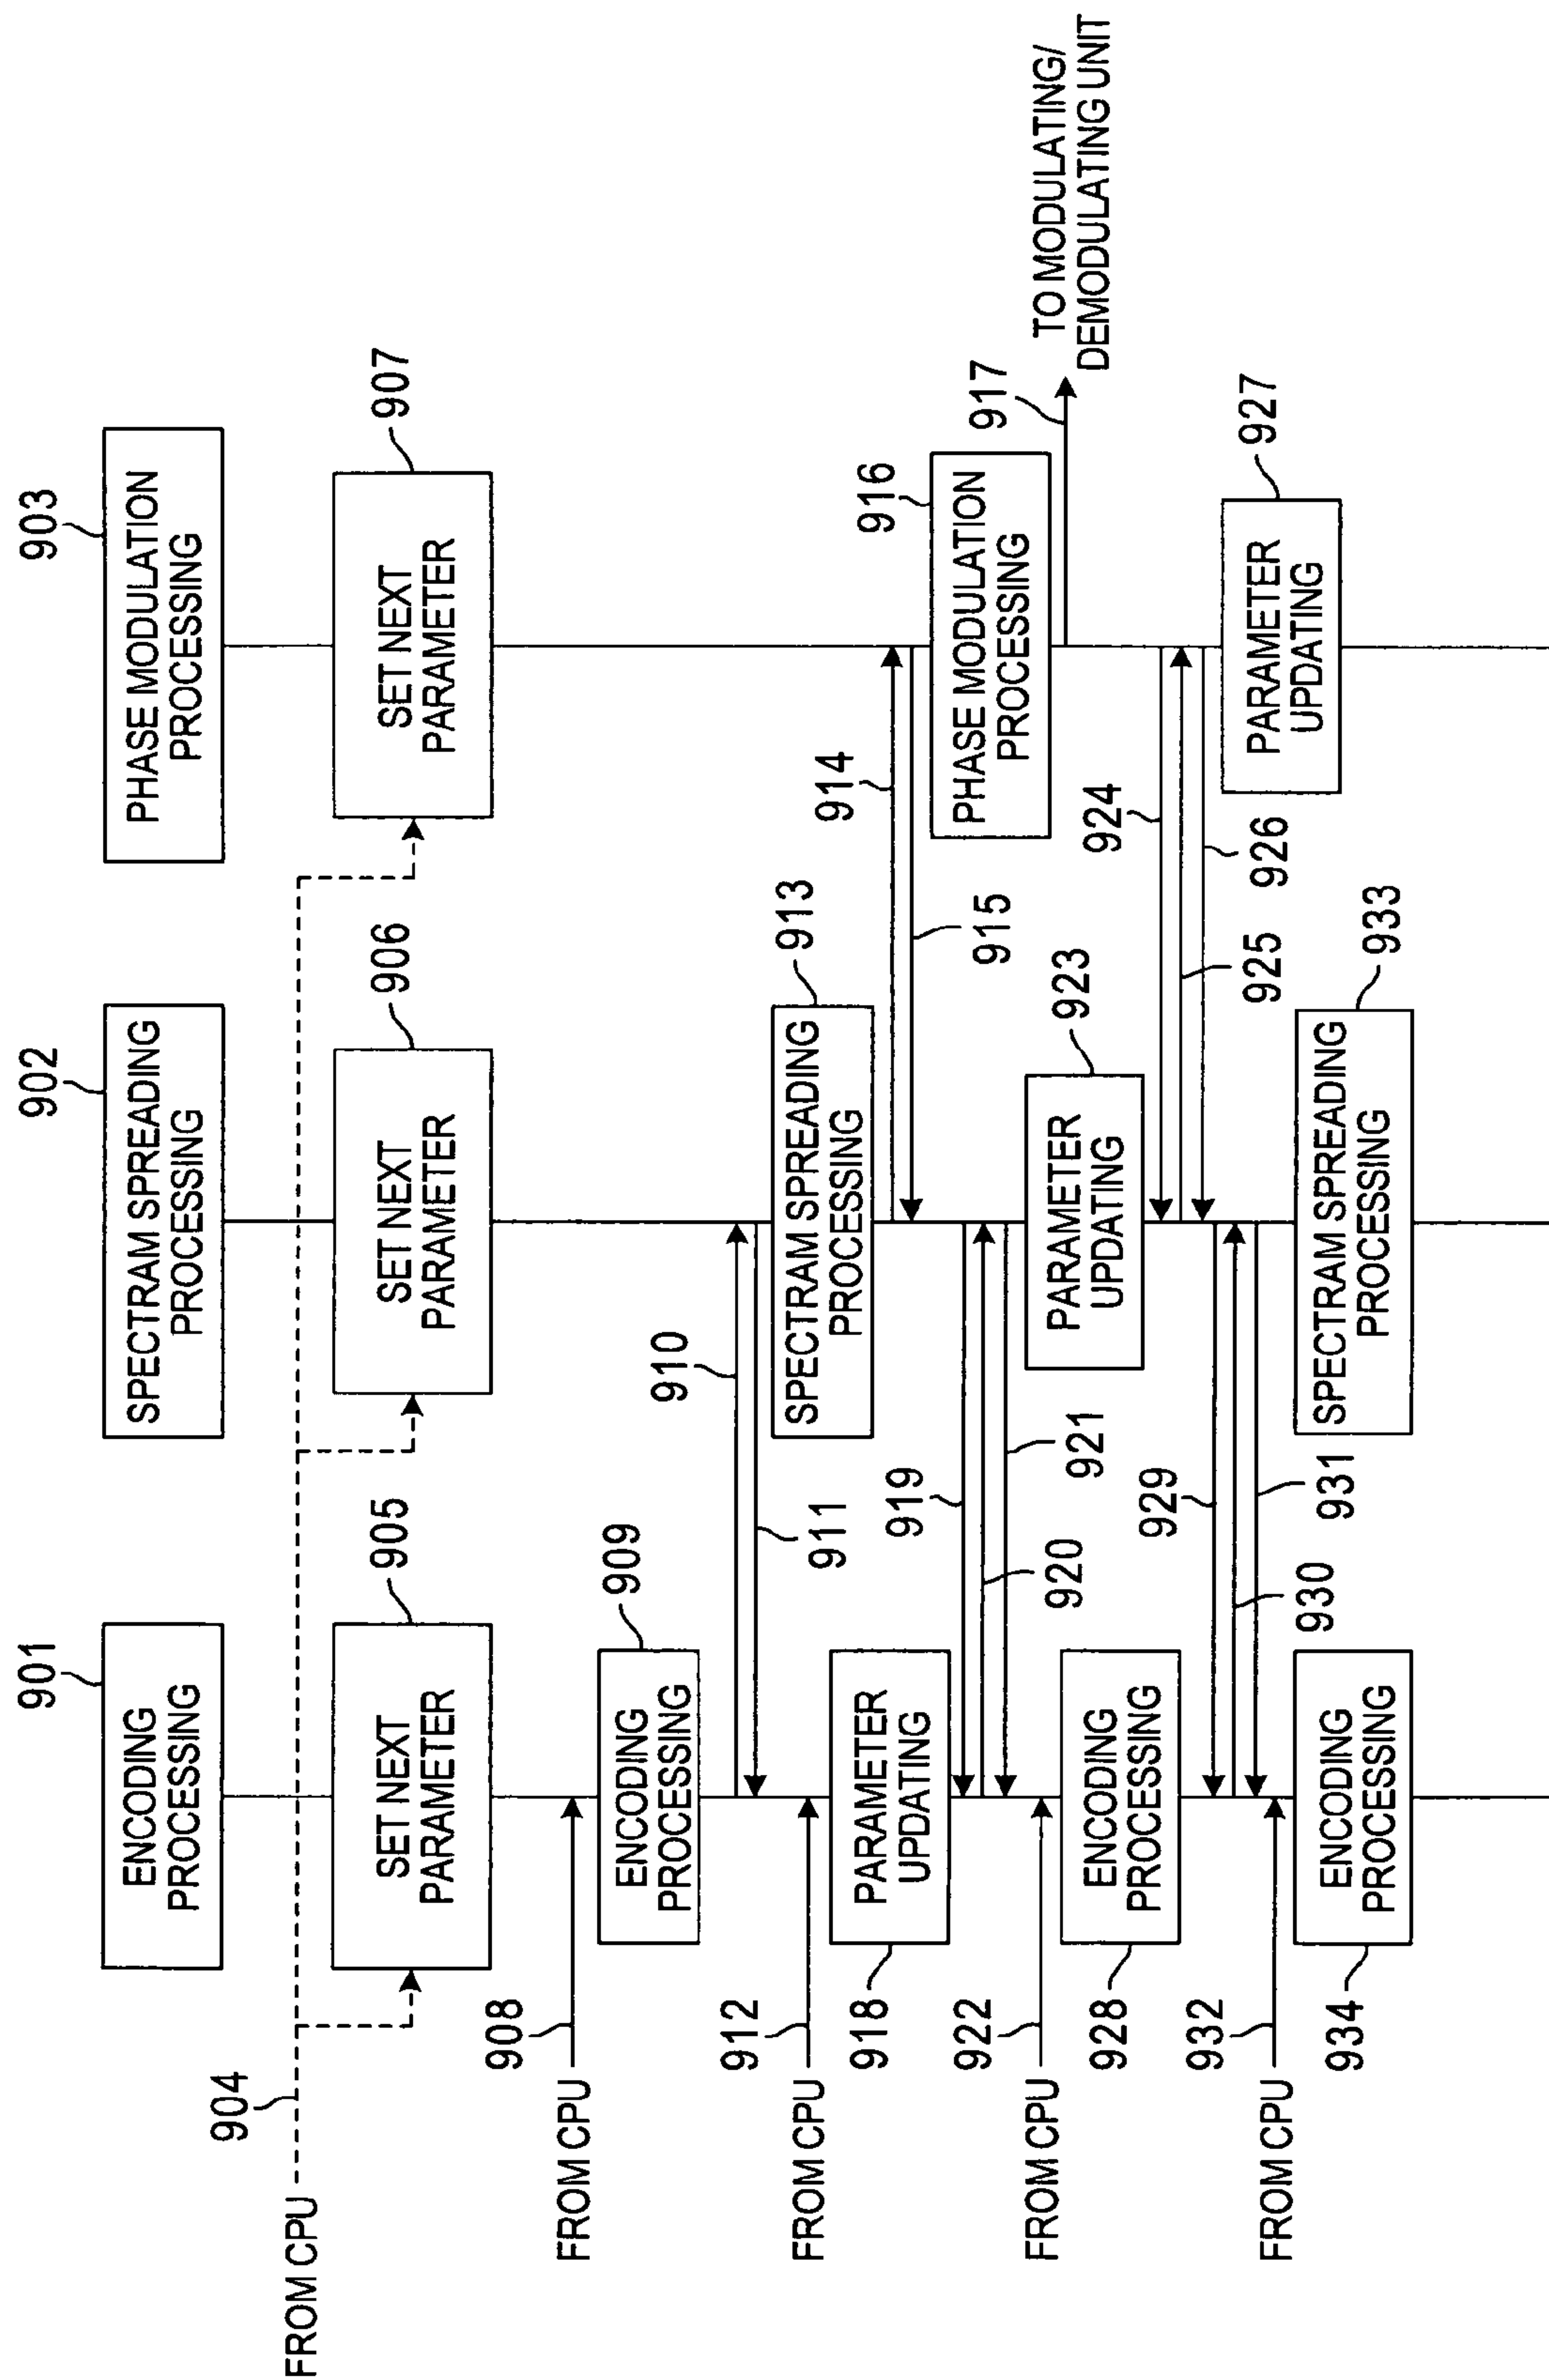 901
ENCODING
PROCESSING
902
SPECTRAM SPREADING
PROCESSING
903
PHASE MODULATION
PROCESSING
FROM CPU
904
SET NEXT
PARAMETER
905
SET NEXT
PARAMETER
906
SET NEXT
PARAMETER
907
FROM CPU
908
ENCODING
PROCESSING
909
910
911
FROM CPU
912
SPECTRAM SPREADING
PROCESSING
913
914
915
PHASE MODULATION
PROCESSING
916
917
TO MODULATING/
DEMODULATING UNIT
PARAMETER
UPDATING
918
919
920
921
FROM CPU
922
PARAMETER
UPDATING
923
924
925
926
PARAMETER
UPDATING
927
ENCODING
PROCESSING
928
929
930
931
FROM CPU
932
SPECTRAM SPREADING
PROCESSING
933
ENCODING
PROCESSING
934